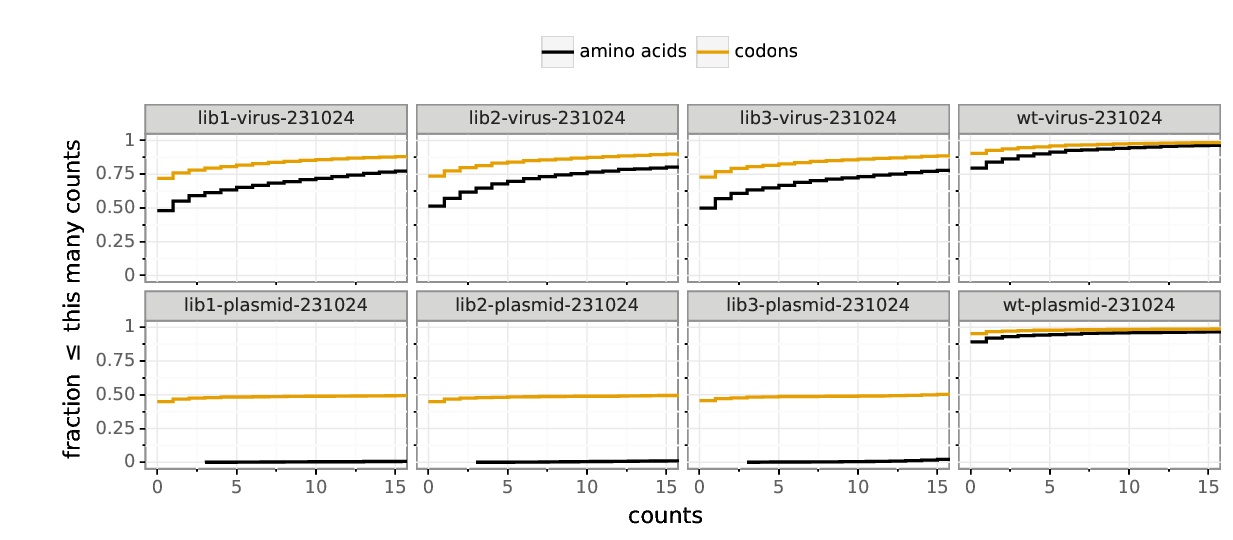 amino acids codons
lib1-virus-231024 lib2-virus-231024 lib3-virus-231024 wt-virus-231024
1
0.75
0.50
0.25
0
lib1-plasmid-231024 lib2-plasmid-231024 lib3-plasmid-231024 wt-plasmid-231024
1
0.75
0.50
0.25
0
0 5 10 15 0 5 10 15 0 5 10 15 0 5 10 15
counts
fraction ≤ this many counts